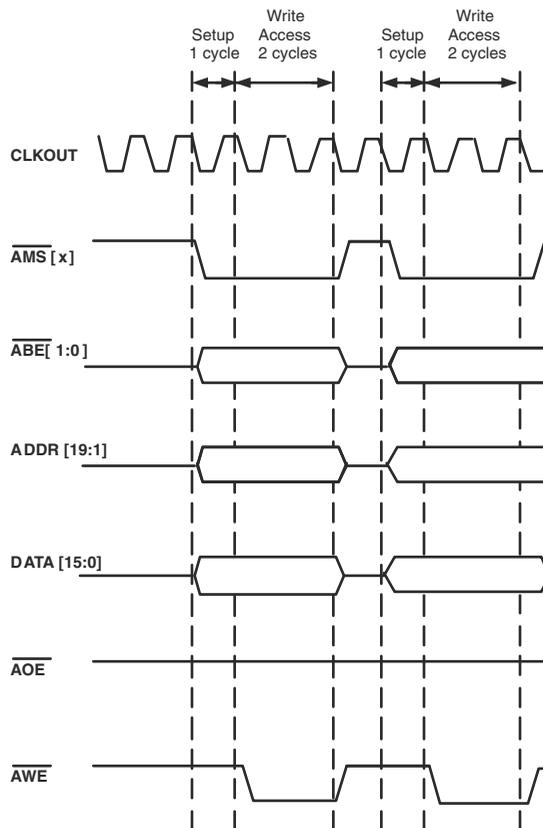 Setup
1 cycle
Write
Access
2 cycles
Setup
1 cycle
Write
Access
2 cycles
CLKOUT
AMS [x]
ABE[ 1:0 ]
ADDR [19:1]
DATA [15:0]
AOE
AWE